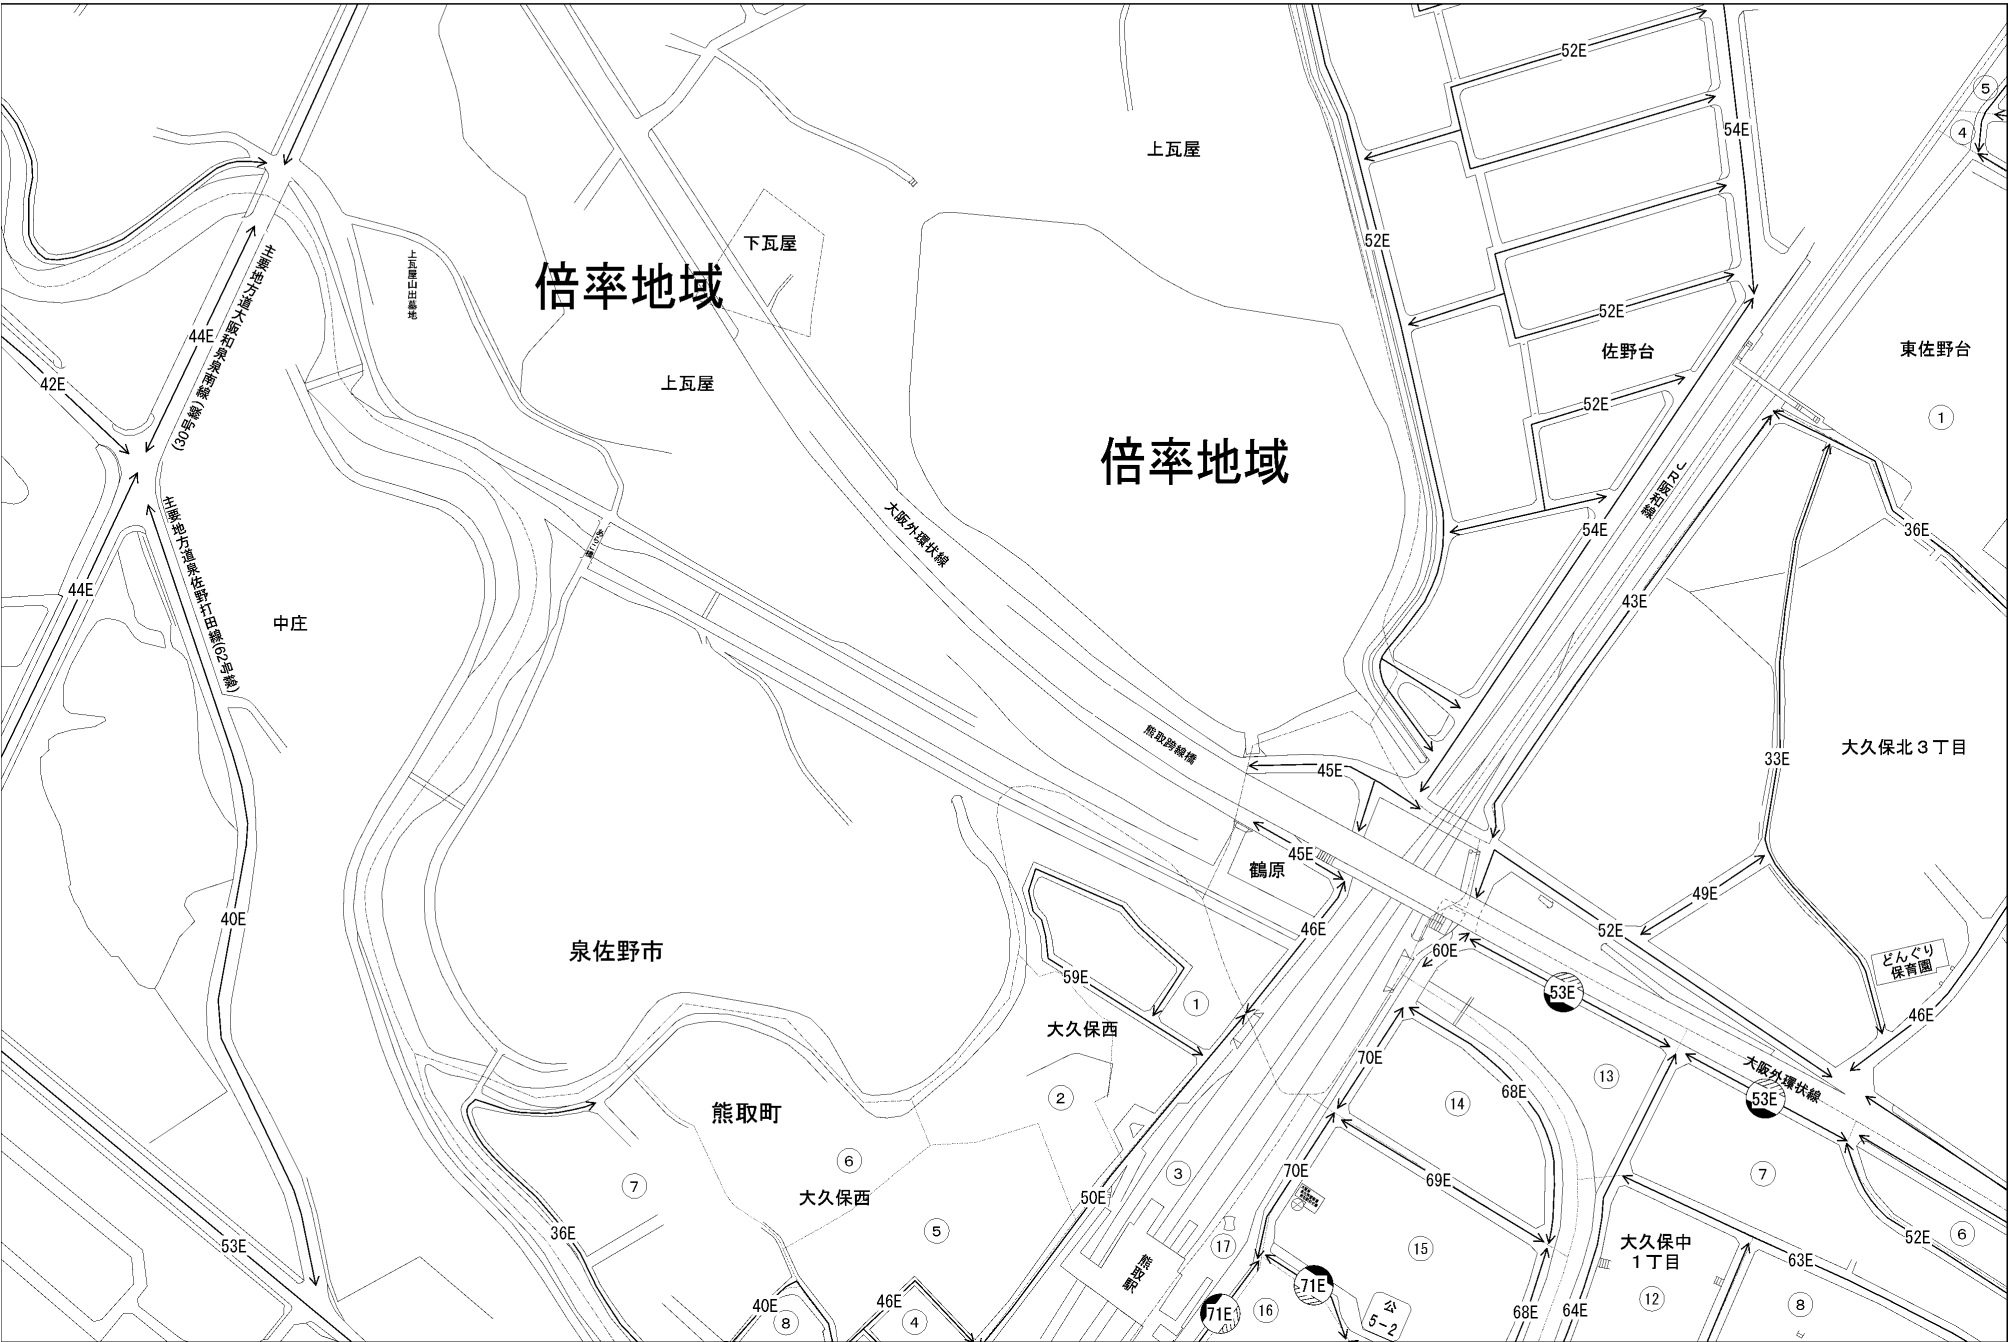 52E
5
54E
4
上瓦屋
下瓦屋
52E
主要地方道大阪和泉泉南線
(30号線)
上瓦屋山出墓地
倍率地域
52E
44E
佐野台
東佐野台
42E
上瓦屋
52E
1
倍率地域
JR阪和線
大阪外環状線
54E
36E
主要地方道泉佐野打田線(62号線)
44E
43E
中庄
熊取跨線橋
大久保北3丁目
33E
45E
45E
鶴原
49E
40E
46E
52E
泉佐野市
60E
どんぐり
保育園
59E
53E
1
46E
大久保西
70E
13
大阪外環状線
68E
14
53E
2
熊取町
6
3
70E
7
69E
7
大久保西
50E
5
36E
17
15
大久保中
1丁目
52E
6
53E
63E
熊取駅
71E
71E
16
公
5-2
68E
64E
12
8
40E
8
46E
4